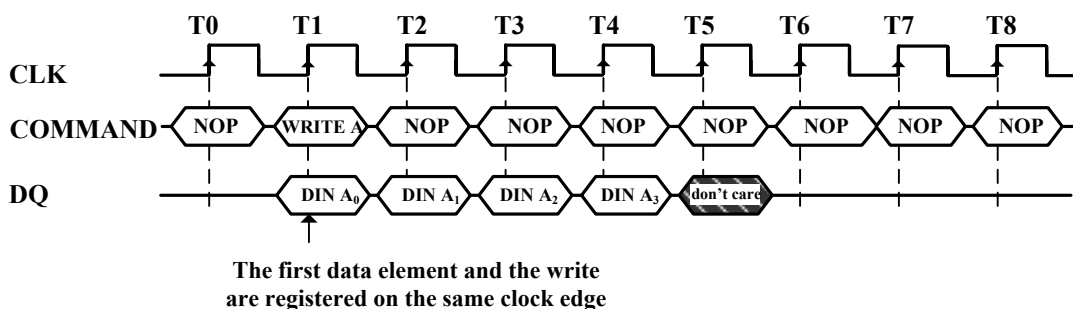 T0 T1 T2 T3 T4 T5 T6 T7 T8
CLK
COMMAND NOP WRITE A NOP NOP NOP NOP NOP NOP NOP
DQ DIN A0 DIN A1 DIN A2 DIN A3 don't care
The first data element and the write
are registered on the same clock edge